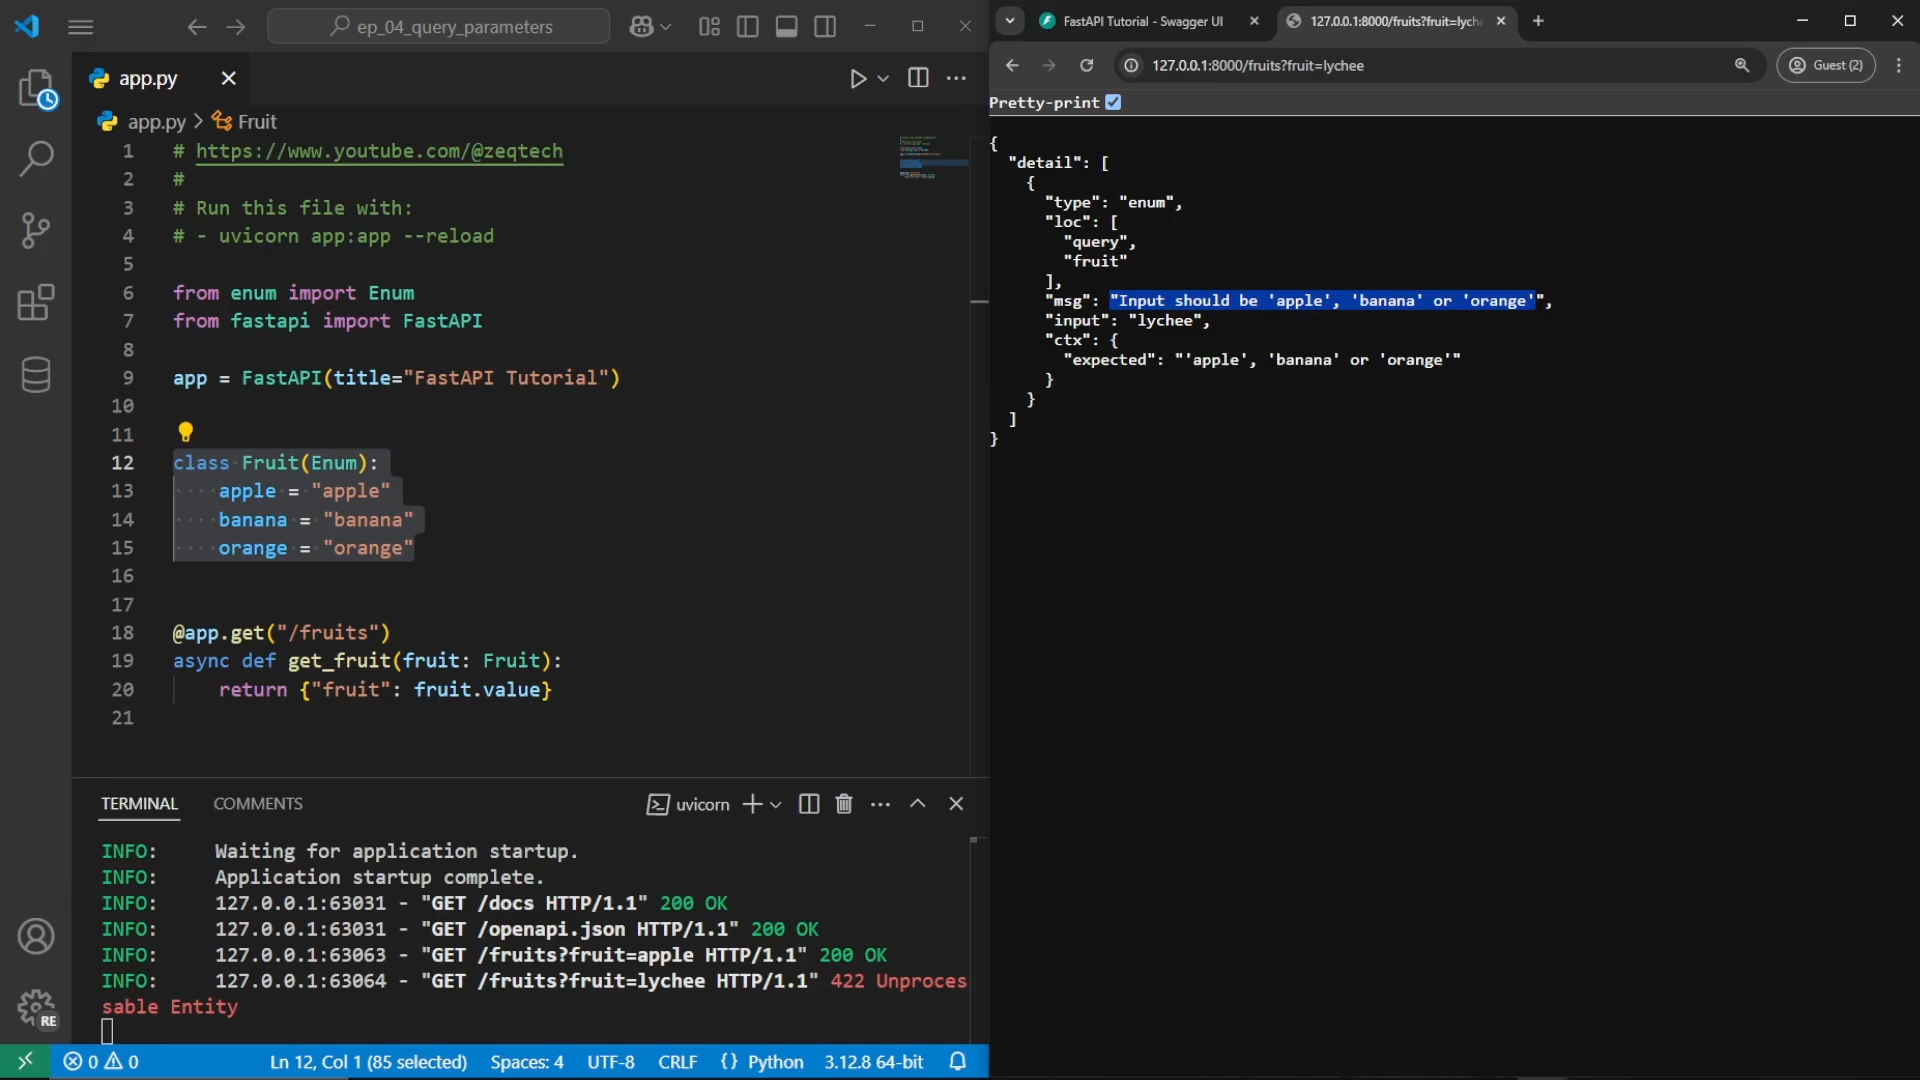 ep_04_query_parameters
app.py
app.py > Fruit
1 # https://www.youtube.com/@zeqtech
2 #
3 # Run this file with:
4 # - uvicorn app:app --reload
5
6 from enum import Enum
7 from fastapi import FastAPI
8
9 app = FastAPI(title="FastAPI Tutorial")
10
11
12 class Fruit(Enum):
13 apple = "apple"
14 banana = "banana"
15 orange = "orange"
16
17
18 @app.get("/fruits")
19 async def get_fruit(fruit: Fruit):
20 return {"fruit": fruit.value}
21
TERMINAL COMMENTS uvicorn
INFO: Waiting for application startup.
INFO: Application startup complete.
INFO: 127.0.0.1:63031 - "GET /docs HTTP/1.1" 200 OK
INFO: 127.0.0.1:63031 - "GET /openapi.json HTTP/1.1" 200 OK
INFO: 127.0.0.1:63063 - "GET /fruits?fruit=apple HTTP/1.1" 200 OK
INFO: 127.0.0.1:63064 - "GET /fruits?fruit=lychee HTTP/1.1" 422 Unproces
sable Entity
RE
0 0 Ln 12, Col 1 (85 selected) Spaces: 4 UTF-8 CRLF {} Python 3.12.8 64-bit
FastAPI Tutorial - Swagger UI 127.0.0.1:8000/fruits?fruit=lych
127.0.0.1:8000/fruits?fruit=lychee Guest (2)
Pretty-print
{
"detail": [
{
"type": "enum",
"loc": [
"query",
"fruit"
],
"msg": "Input should be 'apple', 'banana' or 'orange'",
"input": "lychee",
"ctx": {
"expected": "'apple', 'banana' or 'orange'"
}
}
]
}